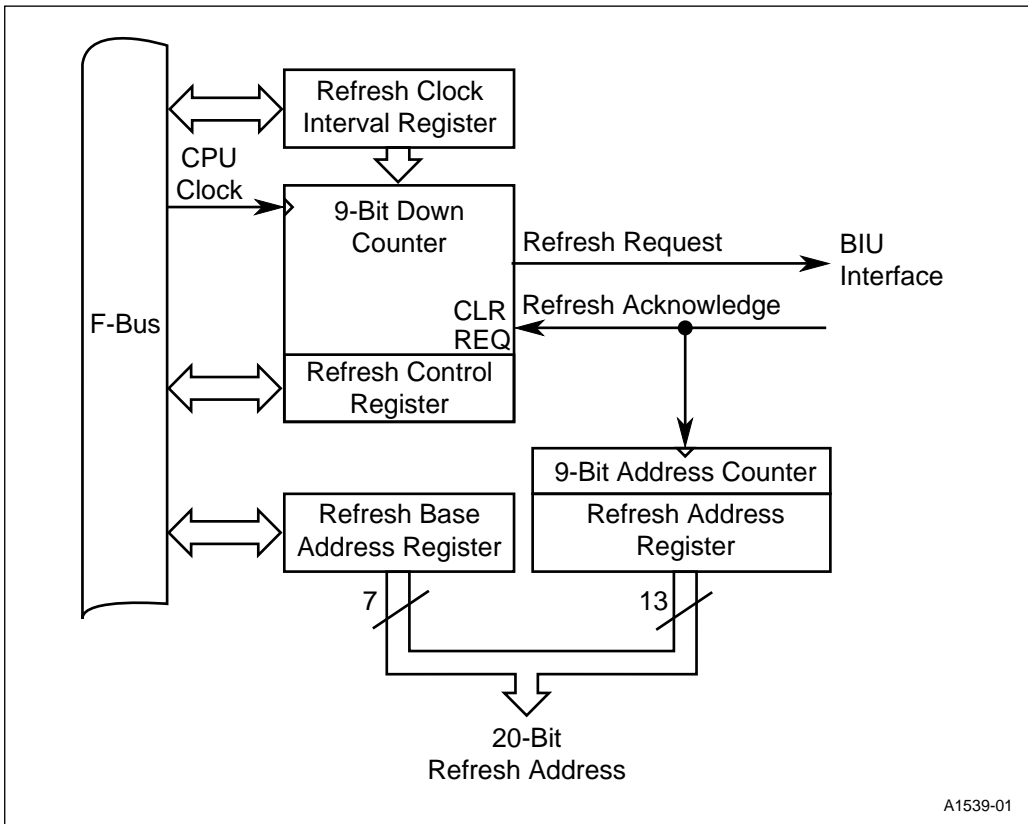 Refresh Clock
Interval Register
CPU
Clock
9-Bit Down
Counter
Refresh Request
BIU
Interface
F-Bus
CLR
REQ
Refresh Acknowledge
Refresh Control
Register
9-Bit Address Counter
Refresh Base
Address Register
Refresh Address
Register
7
13
20-Bit
Refresh Address
A1539-01